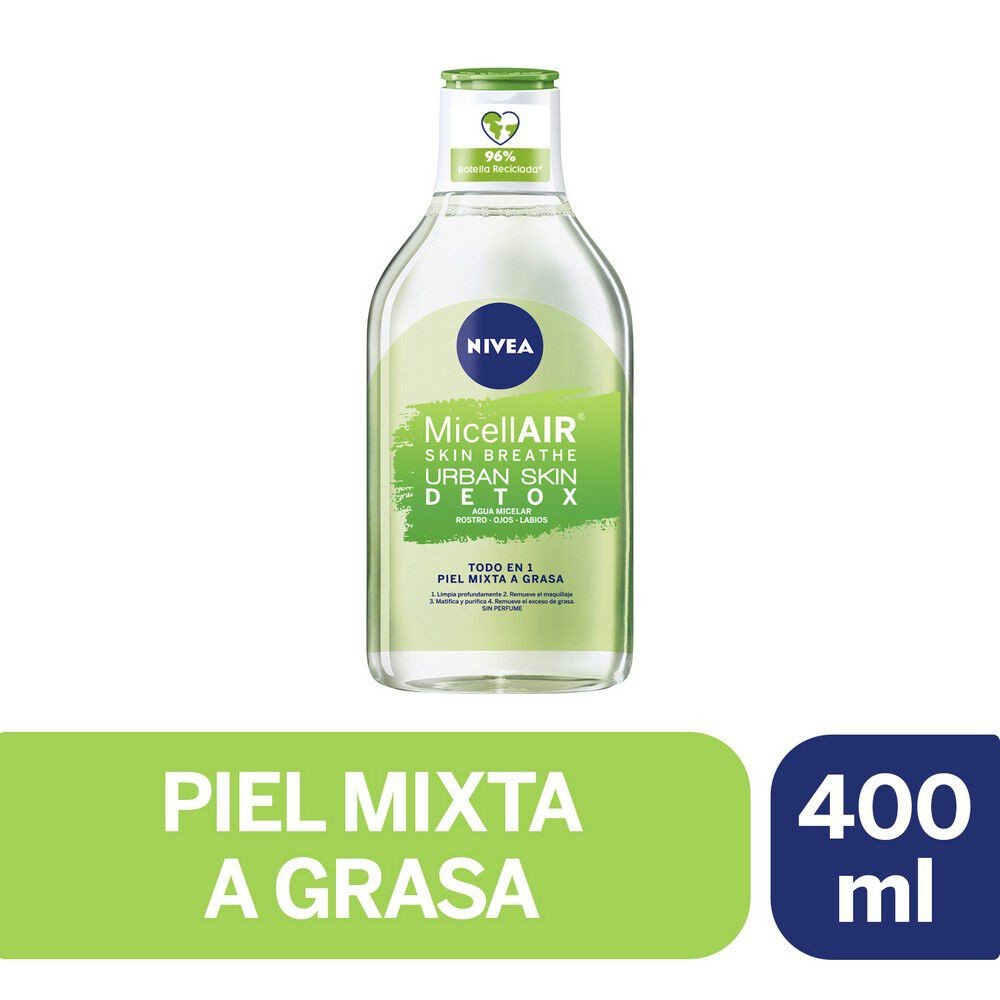 96%
Botella Reciclada*
NIVEA
MicellAIR®
SKIN BREATHE
URBAN SKIN
DETOX
AGUA MICELAR
ROSTRO - OJOS - LABIOS
TODO EN 1
PIEL MIXTA A GRASA
1. Limpia profundamente 2. Remueve el maquillaje
3. Matifica y purifica 4. Remueve el exceso de grasa.
SIN PERFUME
PIEL MIXTA
A GRASA
400
ml